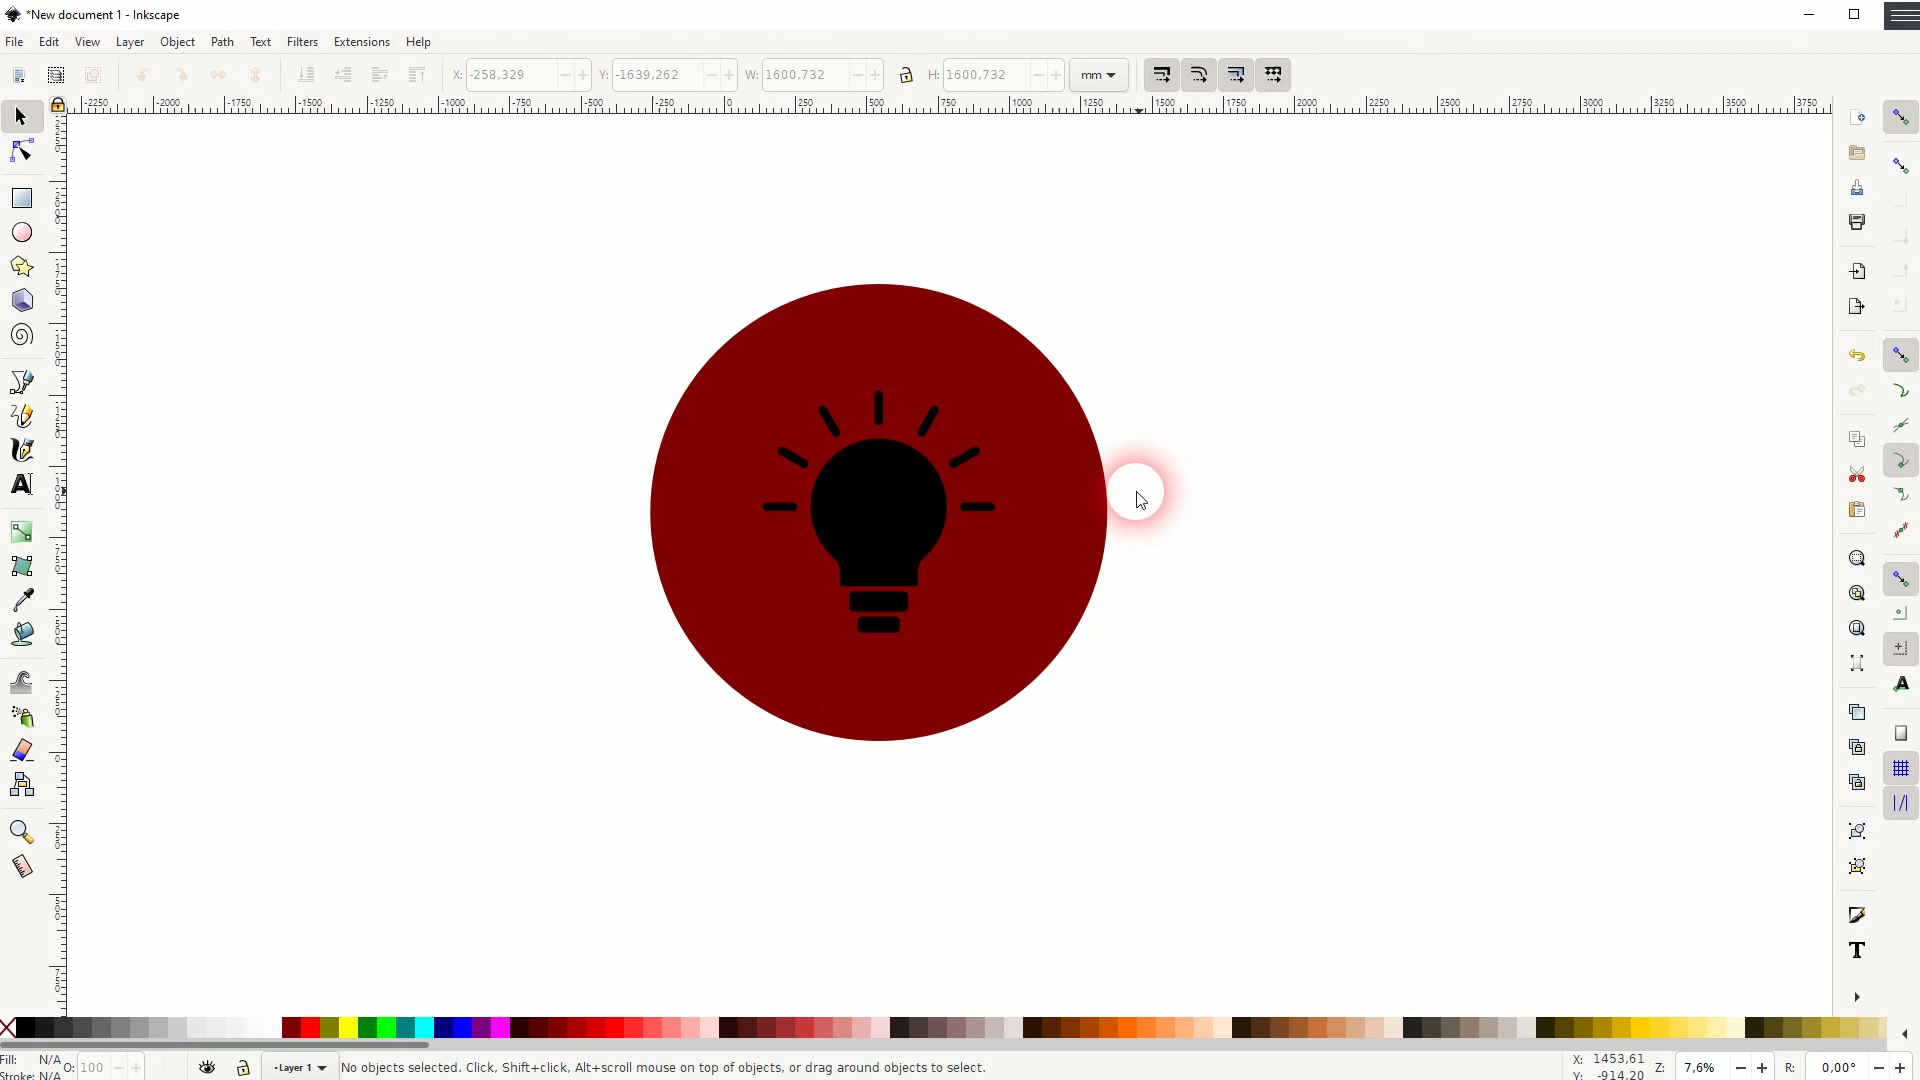 *New document 1 - Inkscape
File Edit View Layer Object Path Text Filters Extensions Help
X: -258,329 Y: -1639,262 W: 1600,732 H: 1600,732 mm
-2250 -2000 -1750 -1500 -1250 -1000 -750 -500 -250 0 250 500 750 1000 1250 1500 1750 2000 2250 2500 2750 3000 3250 3500 3750
Fill: N/A O: 100 -Layer 1 No objects selected. Click, Shift+click, Alt+scroll mouse on top of objects, or drag around objects to select. X: 1453,61 Z: 7,6% R: 0,00°
Stroke: N/A Y: -914,20